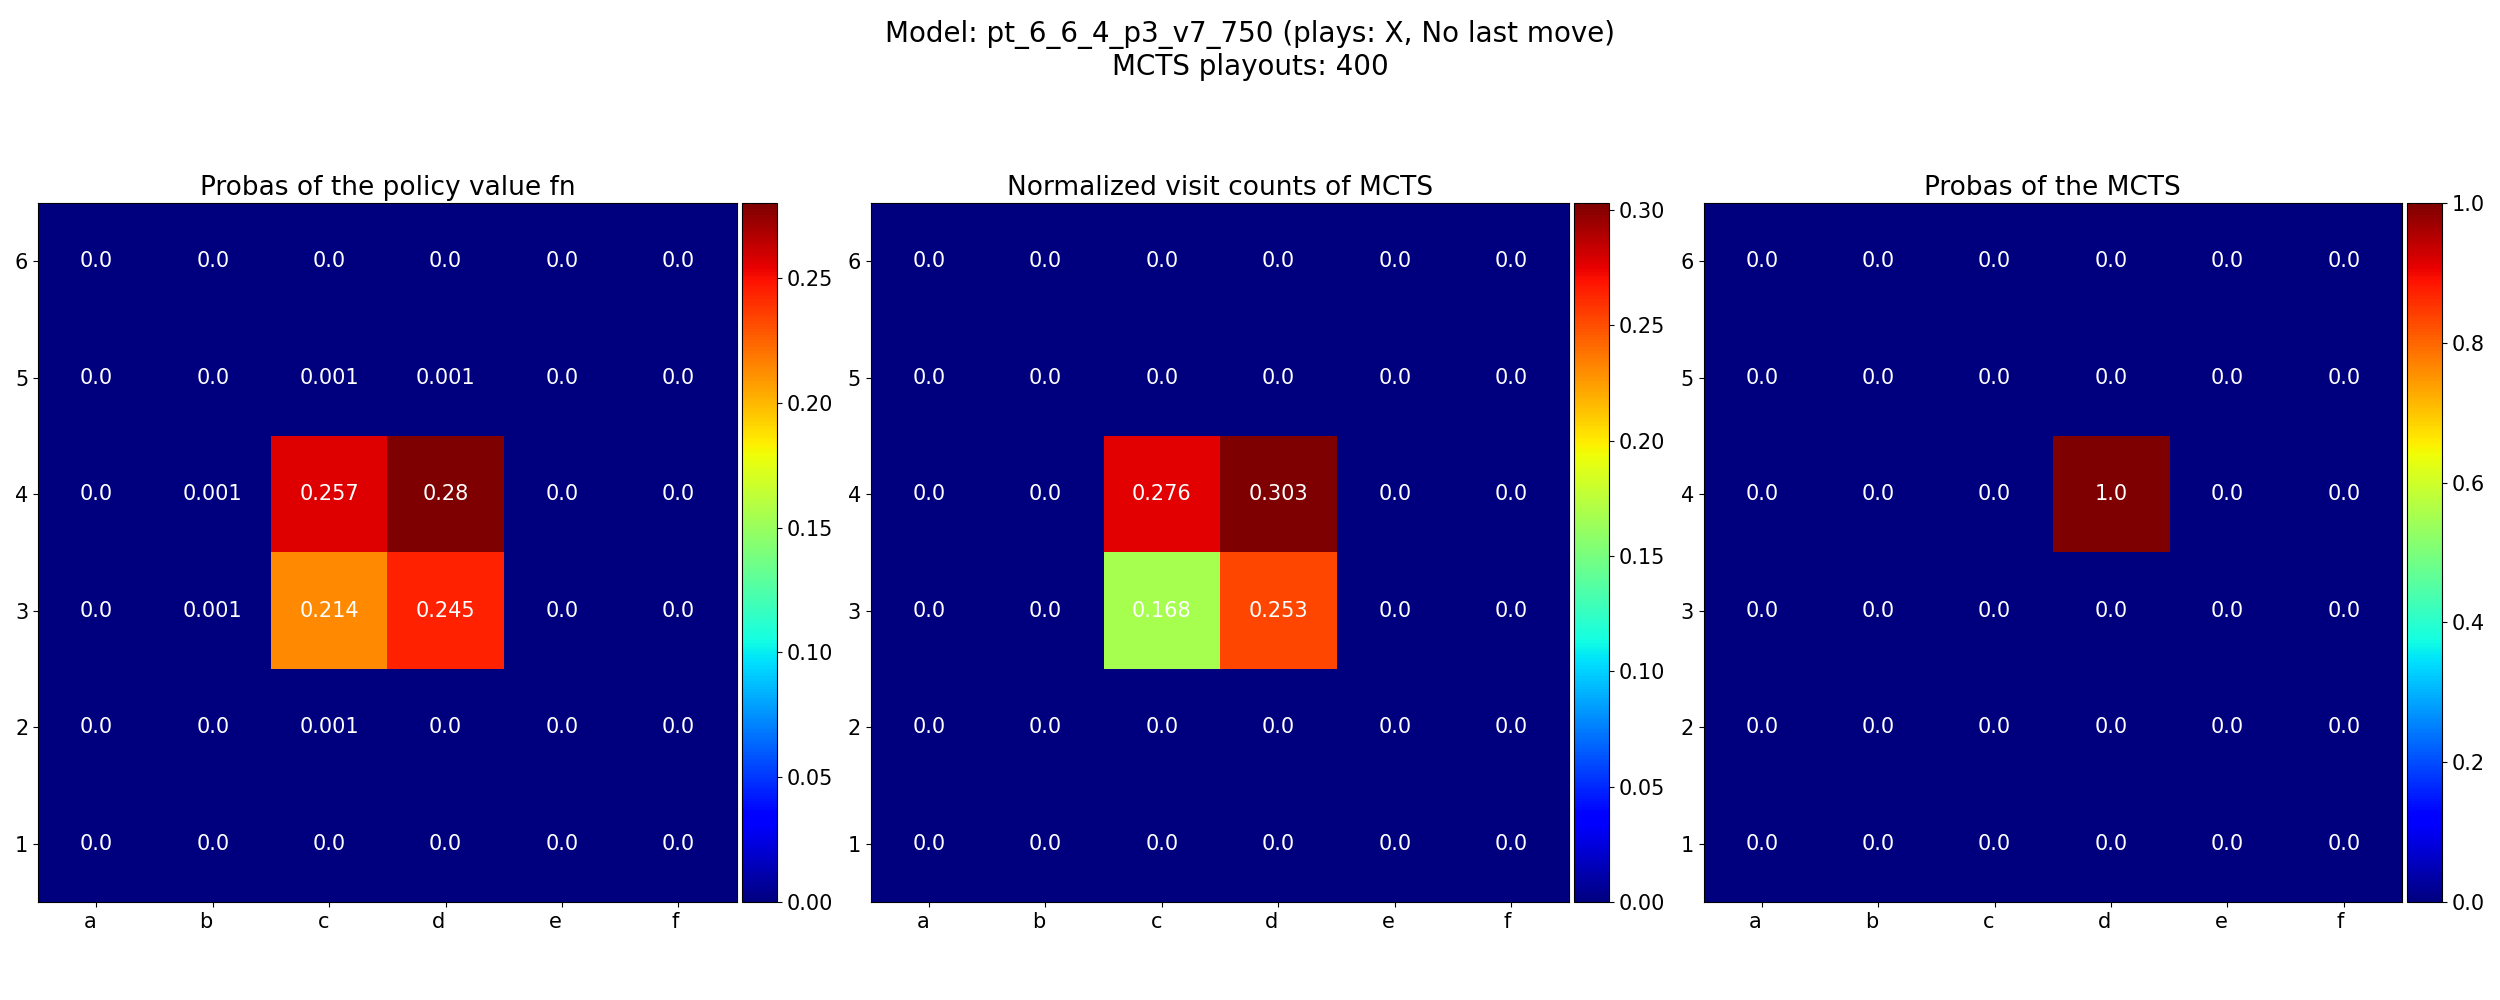 Model: pt_6_6_4_p3_v7_750 (plays: X, No last move)
MCTS playouts: 400
Probas of the policy value fn
6 0.0 0.0 0.0 0.0 0.0 0.0
5 0.0 0.0 0.001 0.001 0.0 0.0
4 0.0 0.001 0.257 0.28 0.0 0.0
3 0.0 0.001 0.214 0.245 0.0 0.0
2 0.0 0.0 0.001 0.0 0.0 0.0
1 0.0 0.0 0.0 0.0 0.0 0.0
a b c d e f
0.25
0.20
0.15
0.10
0.05
0.00
Normalized visit counts of MCTS
6 0.0 0.0 0.0 0.0 0.0 0.0
5 0.0 0.0 0.0 0.0 0.0 0.0
4 0.0 0.0 0.276 0.303 0.0 0.0
3 0.0 0.0 0.168 0.253 0.0 0.0
2 0.0 0.0 0.0 0.0 0.0 0.0
1 0.0 0.0 0.0 0.0 0.0 0.0
a b c d e f
0.30
0.25
0.20
0.15
0.10
0.05
0.00
Probas of the MCTS
6 0.0 0.0 0.0 0.0 0.0 0.0
5 0.0 0.0 0.0 0.0 0.0 0.0
4 0.0 0.0 0.0 1.0 0.0 0.0
3 0.0 0.0 0.0 0.0 0.0 0.0
2 0.0 0.0 0.0 0.0 0.0 0.0
1 0.0 0.0 0.0 0.0 0.0 0.0
a b c d e f
1.0
0.8
0.6
0.4
0.2
0.0